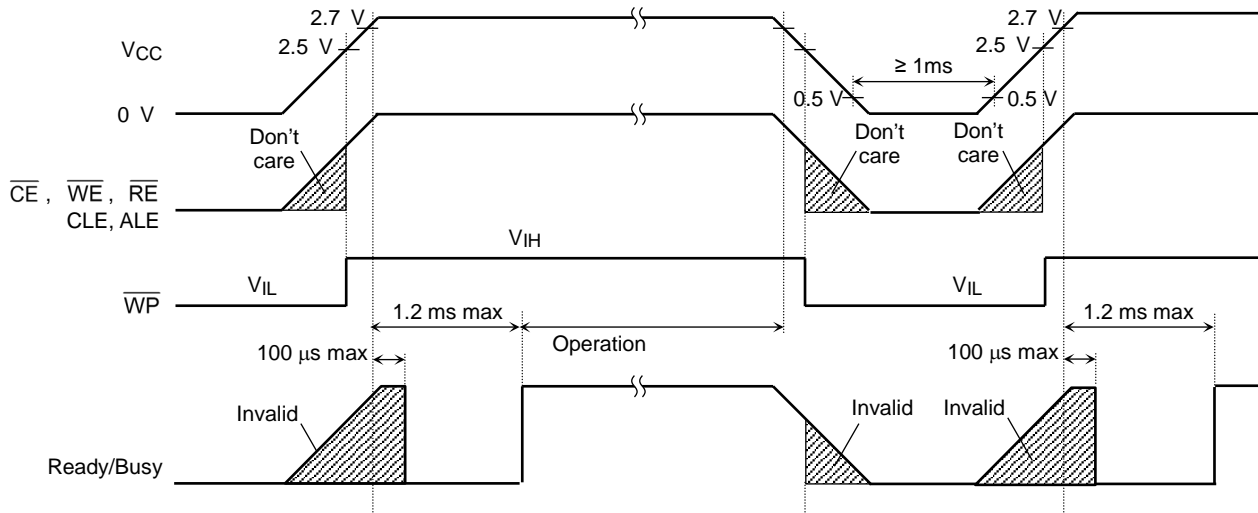 2.7 V
2.5 V
VCC
0 V
≥ 1ms
0.5 V
0.5 V
2.7 V
2.5 V
Don't
care
Don't
care
Don't
care
CE , WE , RE
CLE, ALE
VIH
VIL
VIL
WP
1.2 ms max
Operation
1.2 ms max
100 μs max
100 μs max
Invalid
Invalid
Invalid
Ready/Busy